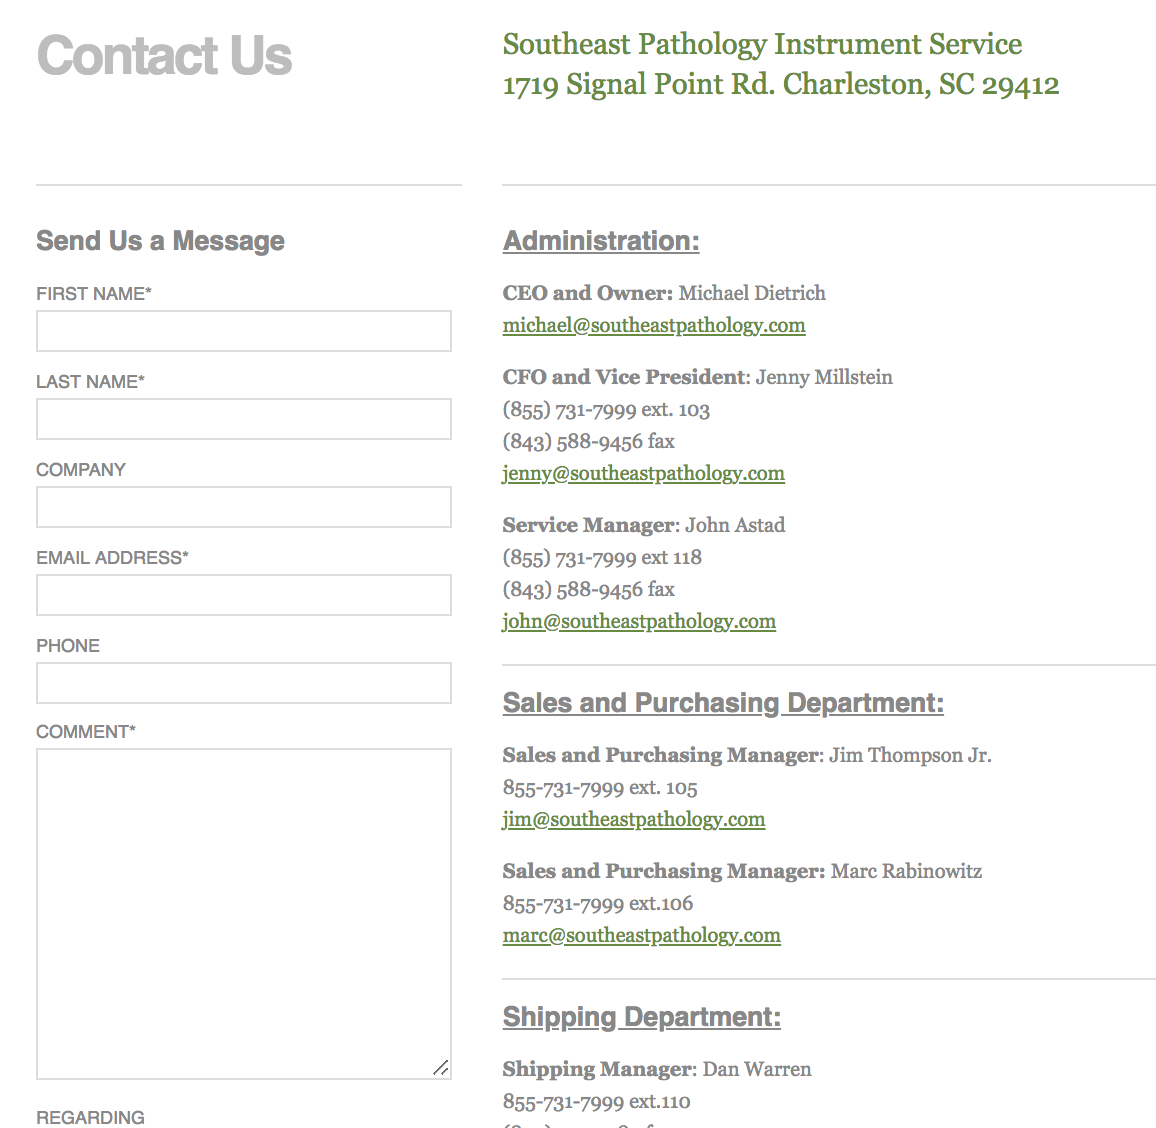 Contact Us
Southeast Pathology Instrument Service
1719 Signal Point Rd. Charleston, SC 29412
Send Us a Message
FIRST NAME*
LAST NAME*
COMPANY
EMAIL ADDRESS*
PHONE
COMMENT*
REGARDING
Administration:
CEO and Owner: Michael Dietrich
michael@southeastpathology.com
CFO and Vice President: Jenny Millstein
(855) 731-7999 ext. 103
(843) 588-9456 fax
jenny@southeastpathology.com
Service Manager: John Astad
(855) 731-7999 ext 118
(843) 588-9456 fax
john@southeastpathology.com
Sales and Purchasing Department:
Sales and Purchasing Manager: Jim Thompson Jr.
855-731-7999 ext. 105
jim@southeastpathology.com
Sales and Purchasing Manager: Marc Rabinowitz
855-731-7999 ext.106
marc@southeastpathology.com
Shipping Department:
Shipping Manager: Dan Warren
855-731-7999 ext.110